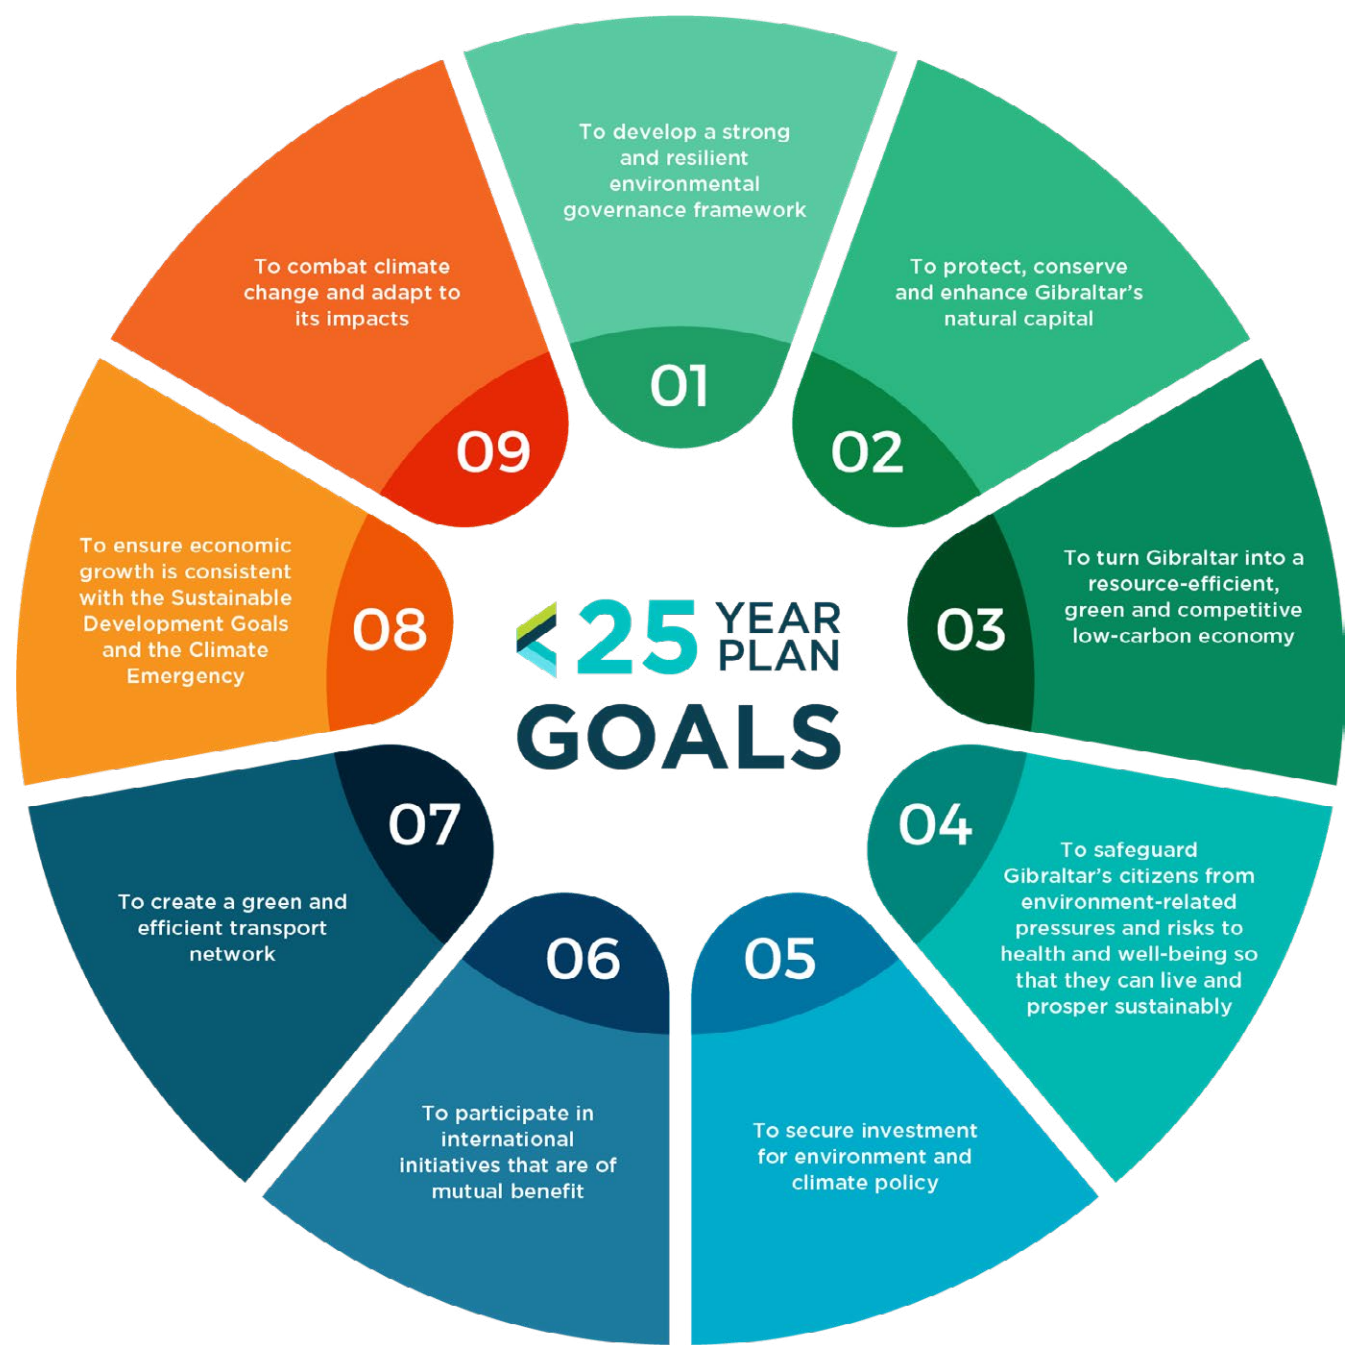 To develop a strong
and resilient
environmental
governance framework
01
To protect, conserve
and enhance Gibraltar's
natural capital
02
To turn Gibraltar into a
resource-efficient,
green and competitive
low-carbon economy
03
To safeguard
Gibraltar's citizens from
environment-related
pressures and risks to
health and well-being so
that they can live and
prosper sustainably
04
To secure investment
for environment and
climate policy
05
To participate in
international
initiatives that are of
mutual benefit
06
To create a green and
efficient transport
network
07
To ensure economic
growth is consistent
with the Sustainable
Development Goals
and the Climate
Emergency
08
To combat climate
change and adapt to
its impacts
09
25 YEAR
PLAN
GOALS